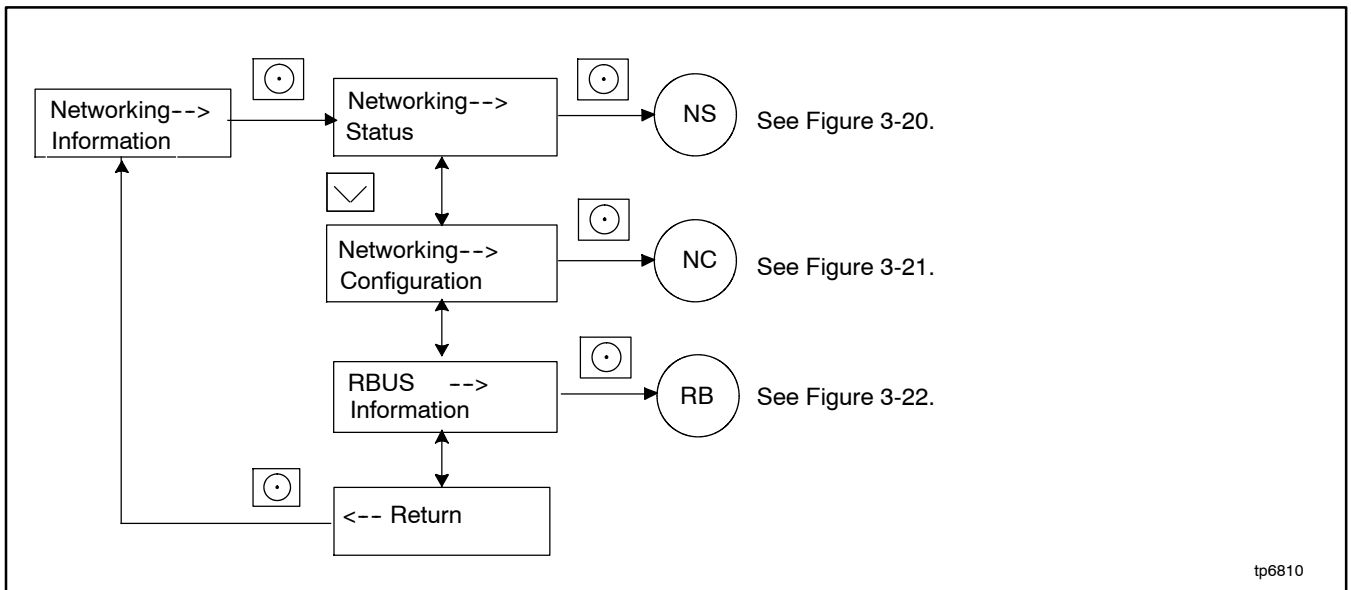 Networking-->
Information
Networking-->
Status
NS
See Figure 3-20.
Networking-->
Configuration
NC
See Figure 3-21.
RBUS -->
Information
RB
See Figure 3-22.
<-- Return
tp6810